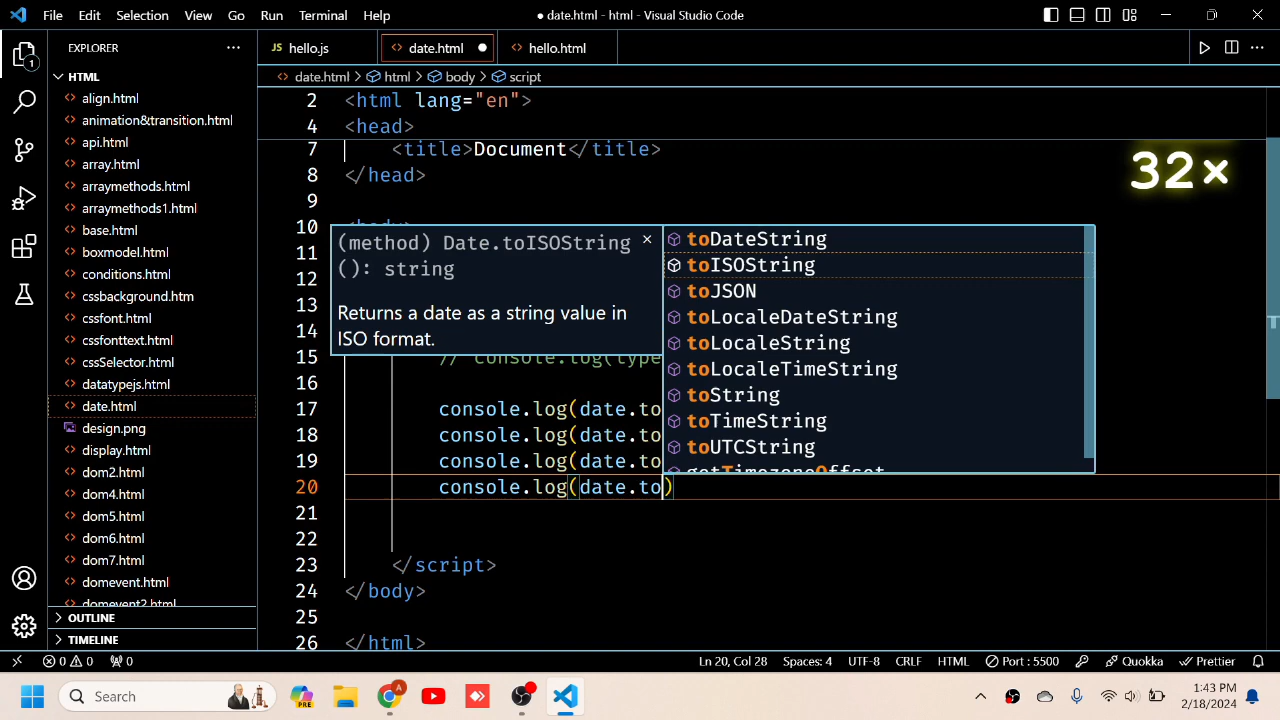 File Edit Selection View Go Run Terminal Help
● date.html - html - Visual Studio Code
EXPLORER
JS hello.js
<> date.html ●
<> hello.html
date.html > html > body > script
HTML
align.html
animation&transition.html
api.html
array.html
arraymethods.html
arraymethods1.html
base.html
boxmodel.html
conditions.html
cssbackground.htm
cssfont.html
cssfonttext.html
cssSelector.html
datatypejs.html
date.html
design.png
display.html
dom2.html
dom4.html
dom5.html
dom6.html
dom7.html
domevent.html
domevent2.html
OUTLINE
TIMELINE
1
2 <html lang="en">
4 <head>
7 <title>Document</title>
8 </head>
9
10 <body>
11
12
13
14
15 // console.log(type
16
17 console.log(date.to
18 console.log(date.to
19 console.log(date.to
20 console.log(date.to)
21
22
23 </script>
24 </body>
25
26 </html>
32×
(method) Date.toISOString
(): string
×
Returns a date as a string value in
ISO format.
toDateString
toISOString
toJSON
toLocaleDateString
toLocaleString
toLocaleTimeString
toString
toTimeString
toUTCString
getTimezoneOffset
0 0 0
Ln 20, Col 28 Spaces: 4 UTF-8 CRLF HTML Port : 5500 Quokka Prettier
Search
PRE
A
1:43 PM
2/18/2024